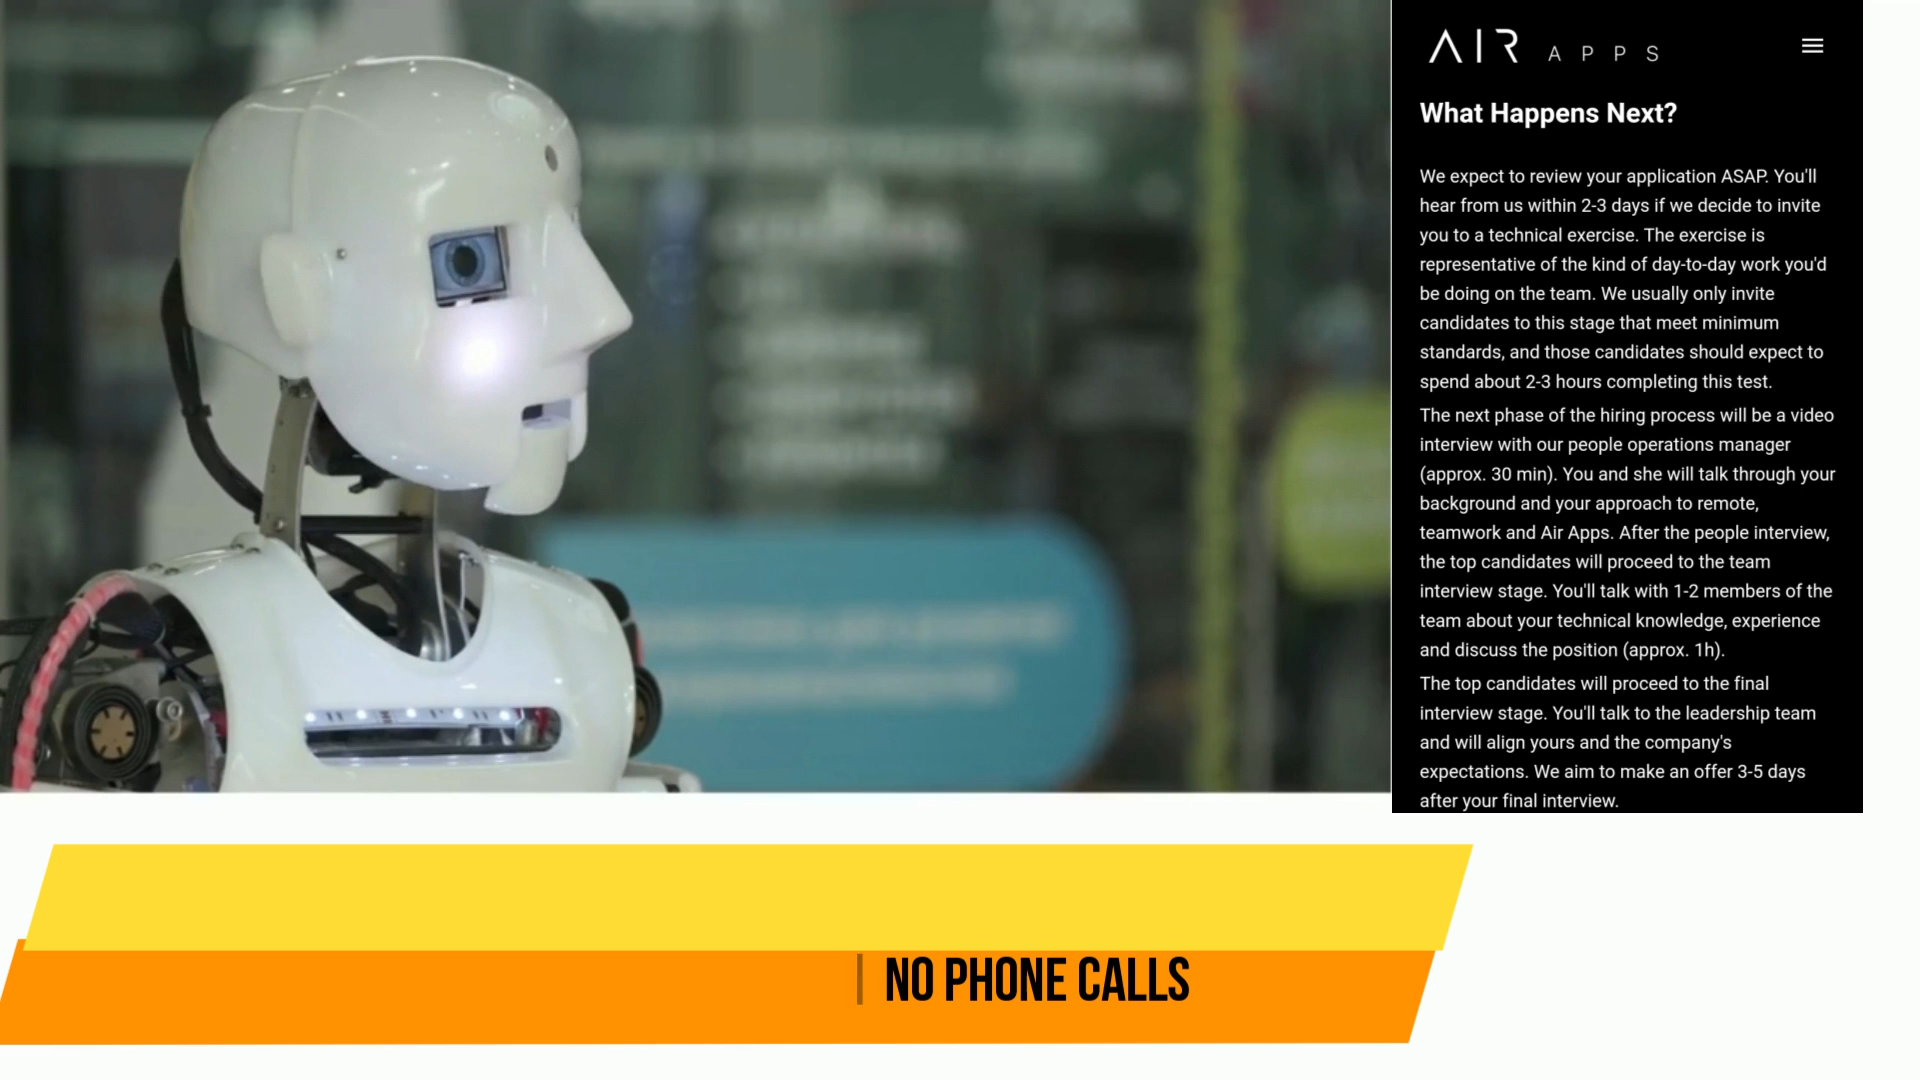 AIR APPS
What Happens Next?
We expect to review your application ASAP. You'll
hear from us within 2-3 days if we decide to invite
you to a technical exercise. The exercise is
representative of the kind of day-to-day work you'd
be doing on the team. We usually only invite
candidates to this stage that meet minimum
standards, and those candidates should expect to
spend about 2-3 hours completing this test.
The next phase of the hiring process will be a video
interview with our people operations manager
(approx. 30 min). You and she will talk through your
background and your approach to remote,
teamwork and Air Apps. After the people interview,
the top candidates will proceed to the team
interview stage. You'll talk with 1-2 members of the
team about your technical knowledge, experience
and discuss the position (approx. 1h).
The top candidates will proceed to the final
interview stage. You'll talk to the leadership team
and will align yours and the company's
expectations. We aim to make an offer 3-5 days
after your final interview.
NO PHONE CALLS